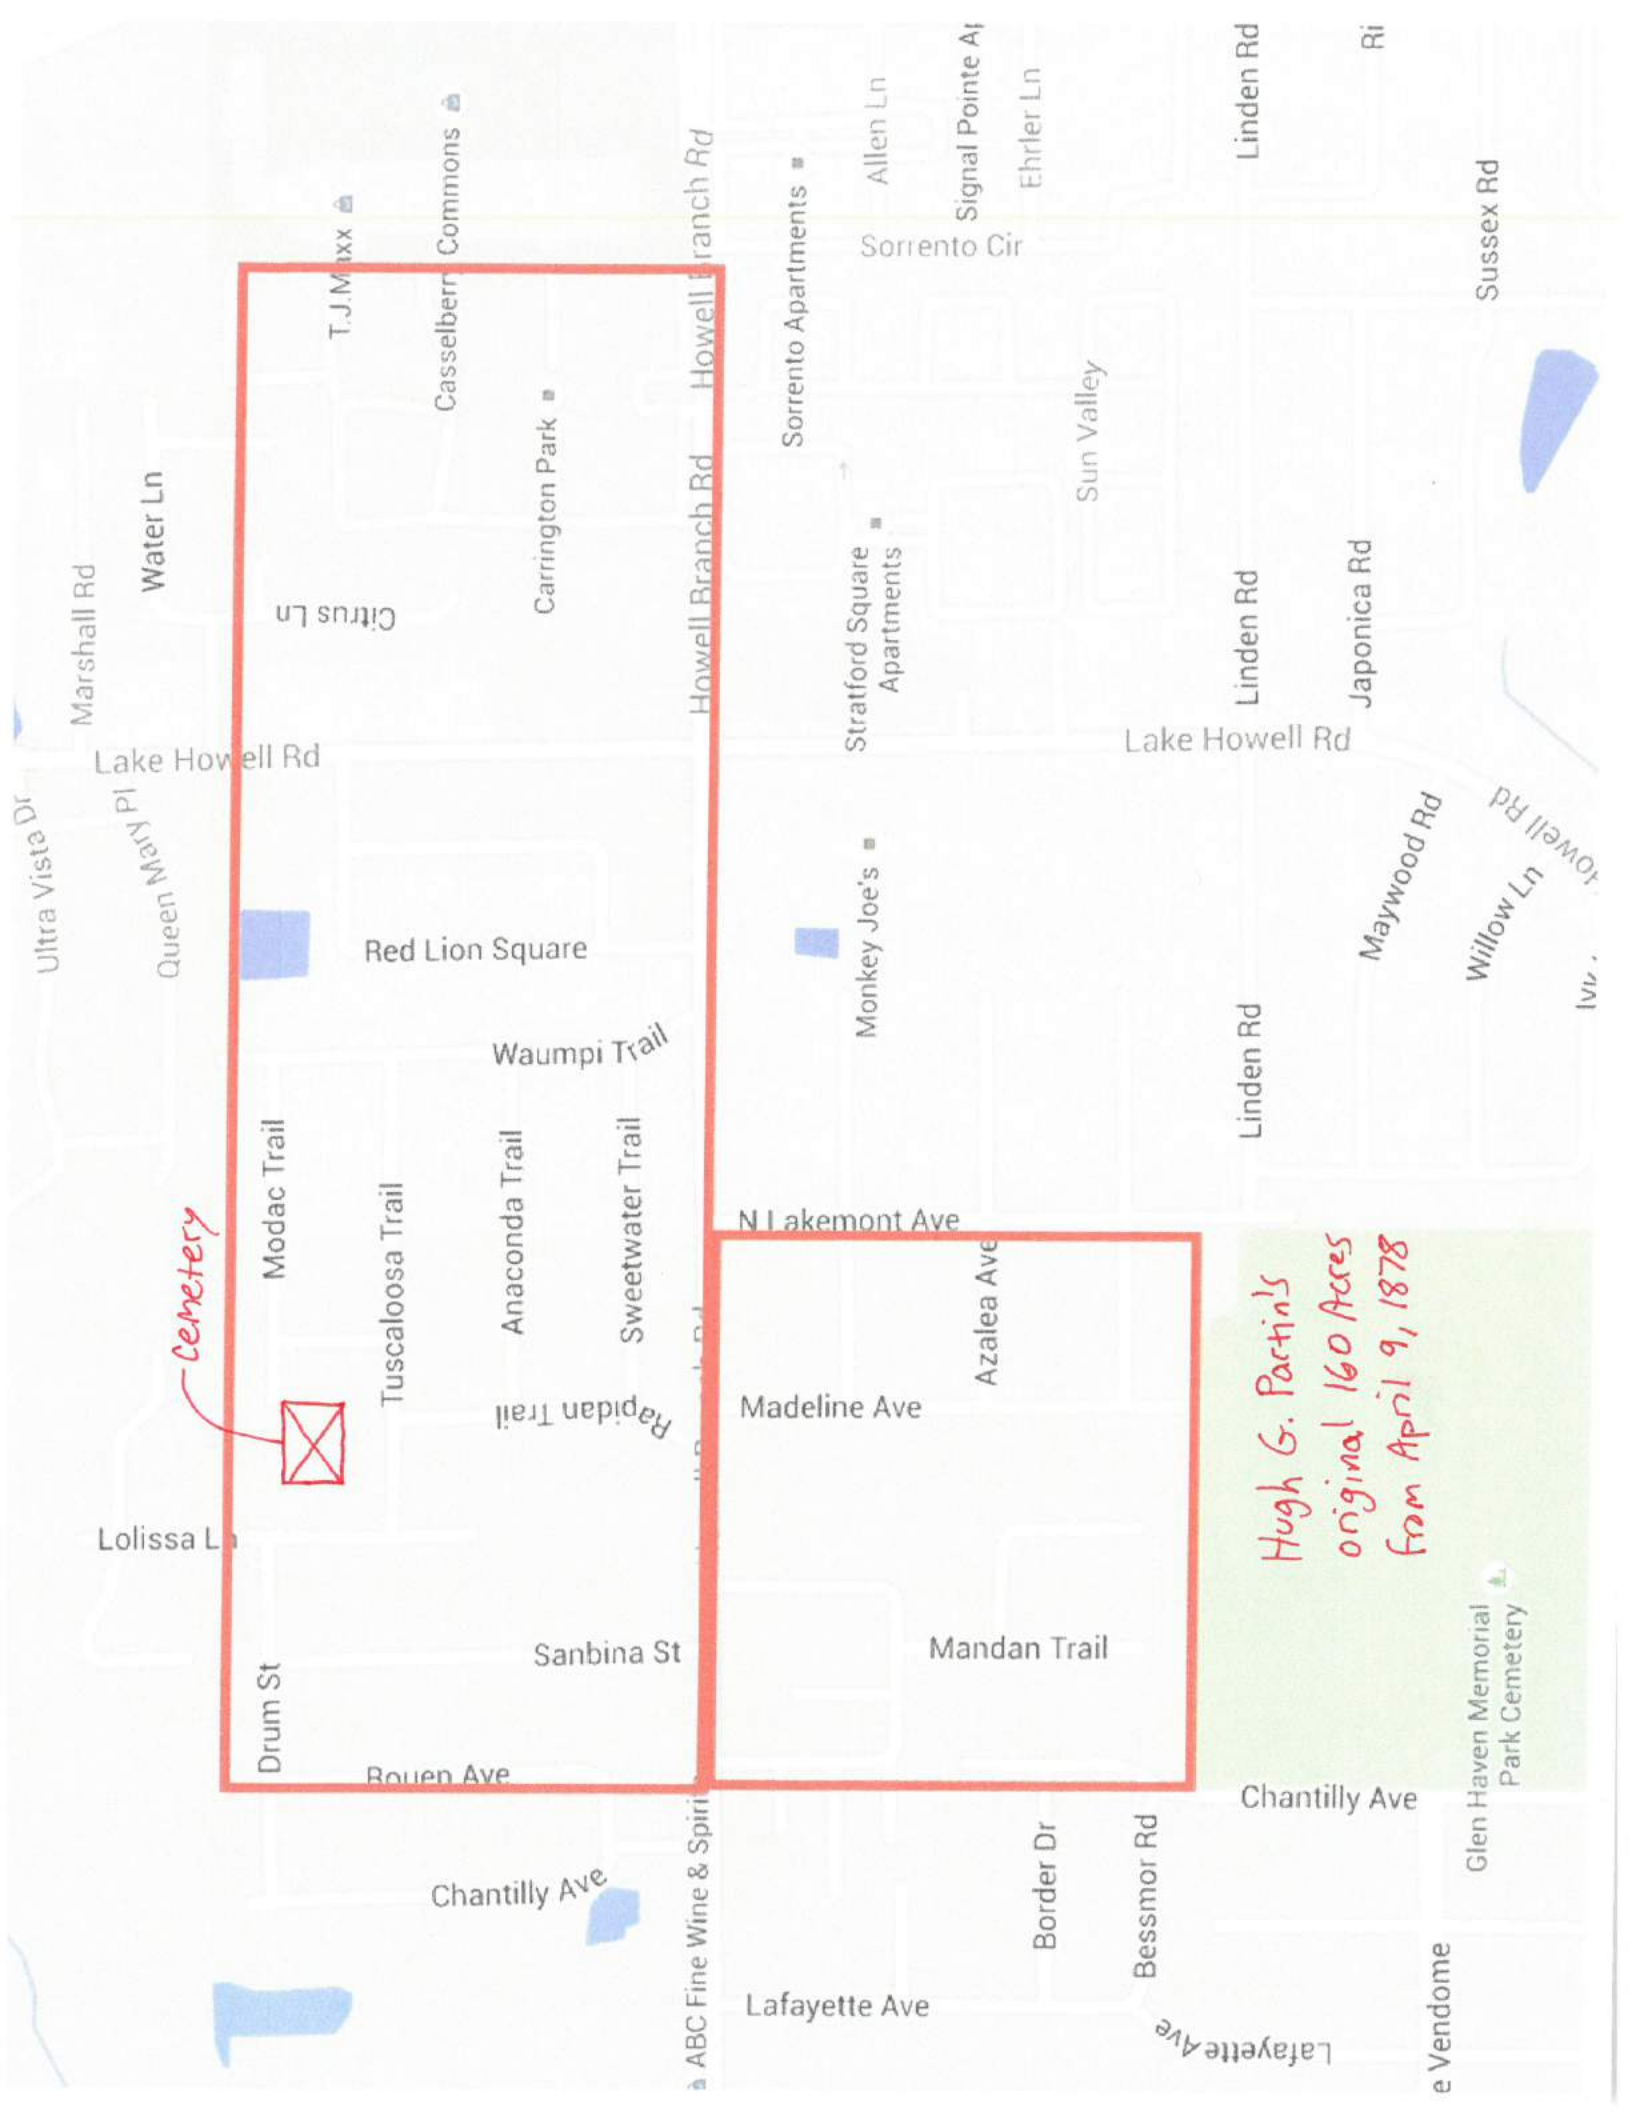 Ultra Vista Dr
Marshall Rd
Queen Mary Pl
Water Ln
Lake Howell Rd
T.J.Maxx
Casselberry Commons
Citrus Ln
Carrington Park
Red Lion Square
Waumpi Trail
Cemetery
Modac Trail
Tuscaloosa Trail
Anaconda Trail
Sweetwater Trail
Rapidan Trail
Lolissa Ln
Drum St
Rouen Ave
Sanbina St
Chantilly Ave
Howell Branch Rd
Howell Branch Rd
ABC Fine Wine & Spirit
Sorrento Apartments
Allen Ln
Signal Pointe Ap
Ehrler Ln
Sorrento Cir
Stratford Square
Apartments
Sun Valley
Monkey Joe's
N Lakemont Ave
Azalea Ave
Madeline Ave
Mandan Trail
Lafayette Ave
Border Dr
Bessmor Rd
Lafayette Ave
Linden Rd
Ri
Sussex Rd
Linden Rd
Japonica Rd
Lake Howell Rd
Howell Rd
Maywood Rd
Willow Ln
Linden Rd
Hugh G. Partin's
original 160 Acres
from April 9, 1878
Glen Haven Memorial
Park Cemetery
Chantilly Ave
e Vendome